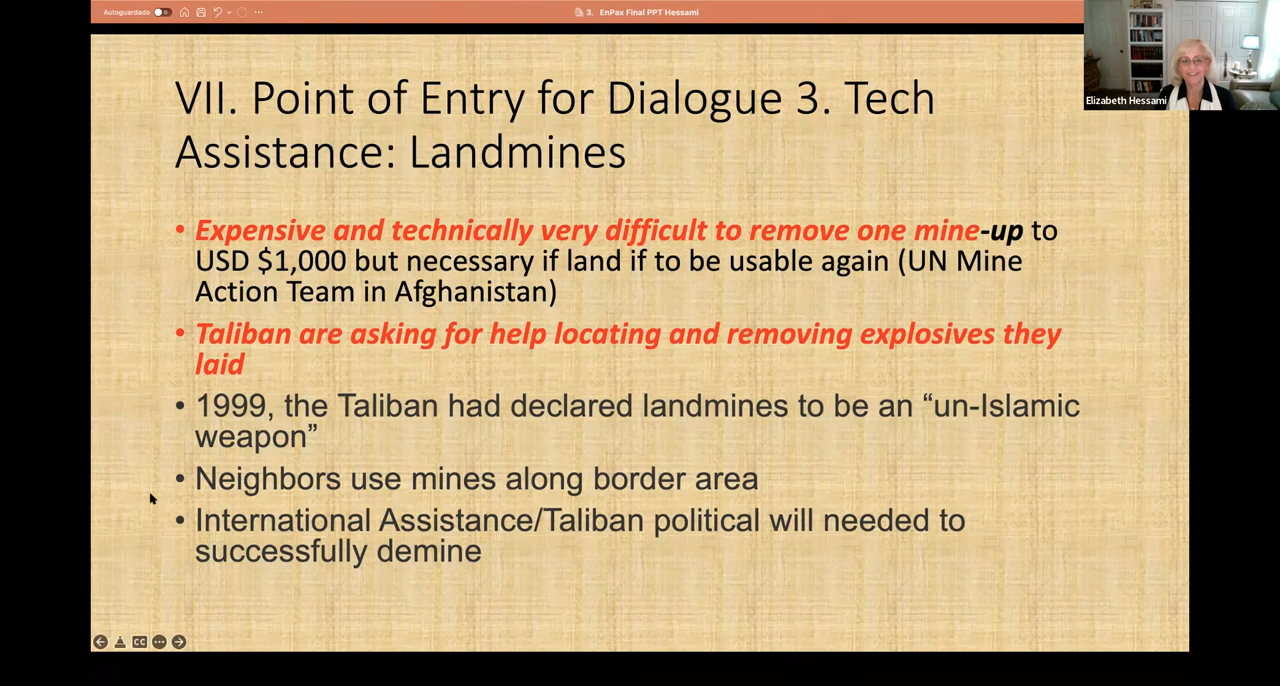 Autoguardado
3. EnPax Final PPT Hessami
Elizabeth Hessami
VII. Point of Entry for Dialogue 3. Tech
Assistance: Landmines
• Expensive and technically very difficult to remove one mine-up to
USD $1,000 but necessary if land if to be usable again (UN Mine
Action Team in Afghanistan)
• Taliban are asking for help locating and removing explosives they
laid
• 1999, the Taliban had declared landmines to be an “un-Islamic
weapon”
• Neighbors use mines along border area
• International Assistance/Taliban political will needed to
successfully demine
CC